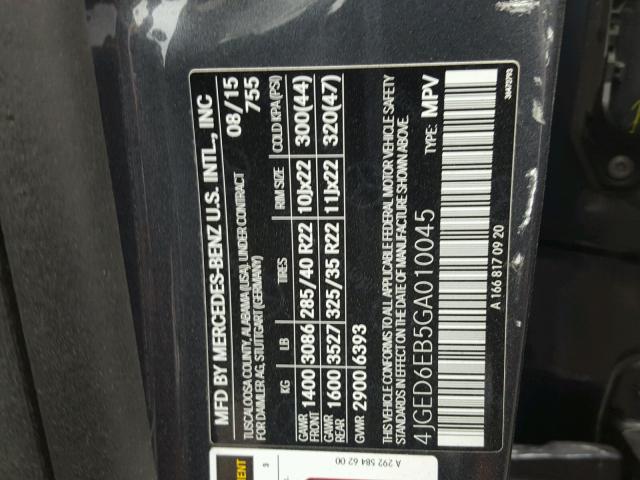 MFD BY MERCEDES-BENZ U.S. INTL., INC
TUSCALOOSA COUNTY, ALABAMA (USA), UNDER CONTRACT 08/15
FOR DAIMLER AG, STUTTGART (GERMANY) 755
KG LB TIRES RIM SIZE COLD KPA (PSI)
GAWR FRONT 1400 3086 285/40 R22 10Jx22 300(44)
GAWR REAR 1600 3527 325/35 R22 11Jx22 320(47)
GVWR 2900 6393
THIS VEHICLE CONFORMS TO ALL APPLICABLE FEDERAL MOTOR VEHICLE SAFETY
STANDARDS IN EFFECT ON THE DATE OF MANUFACTURE SHOWN ABOVE.
4JGED6EB5GA010045 TYPE: MPV
A 166 817 09 20 36472793
A 292 584 62 00